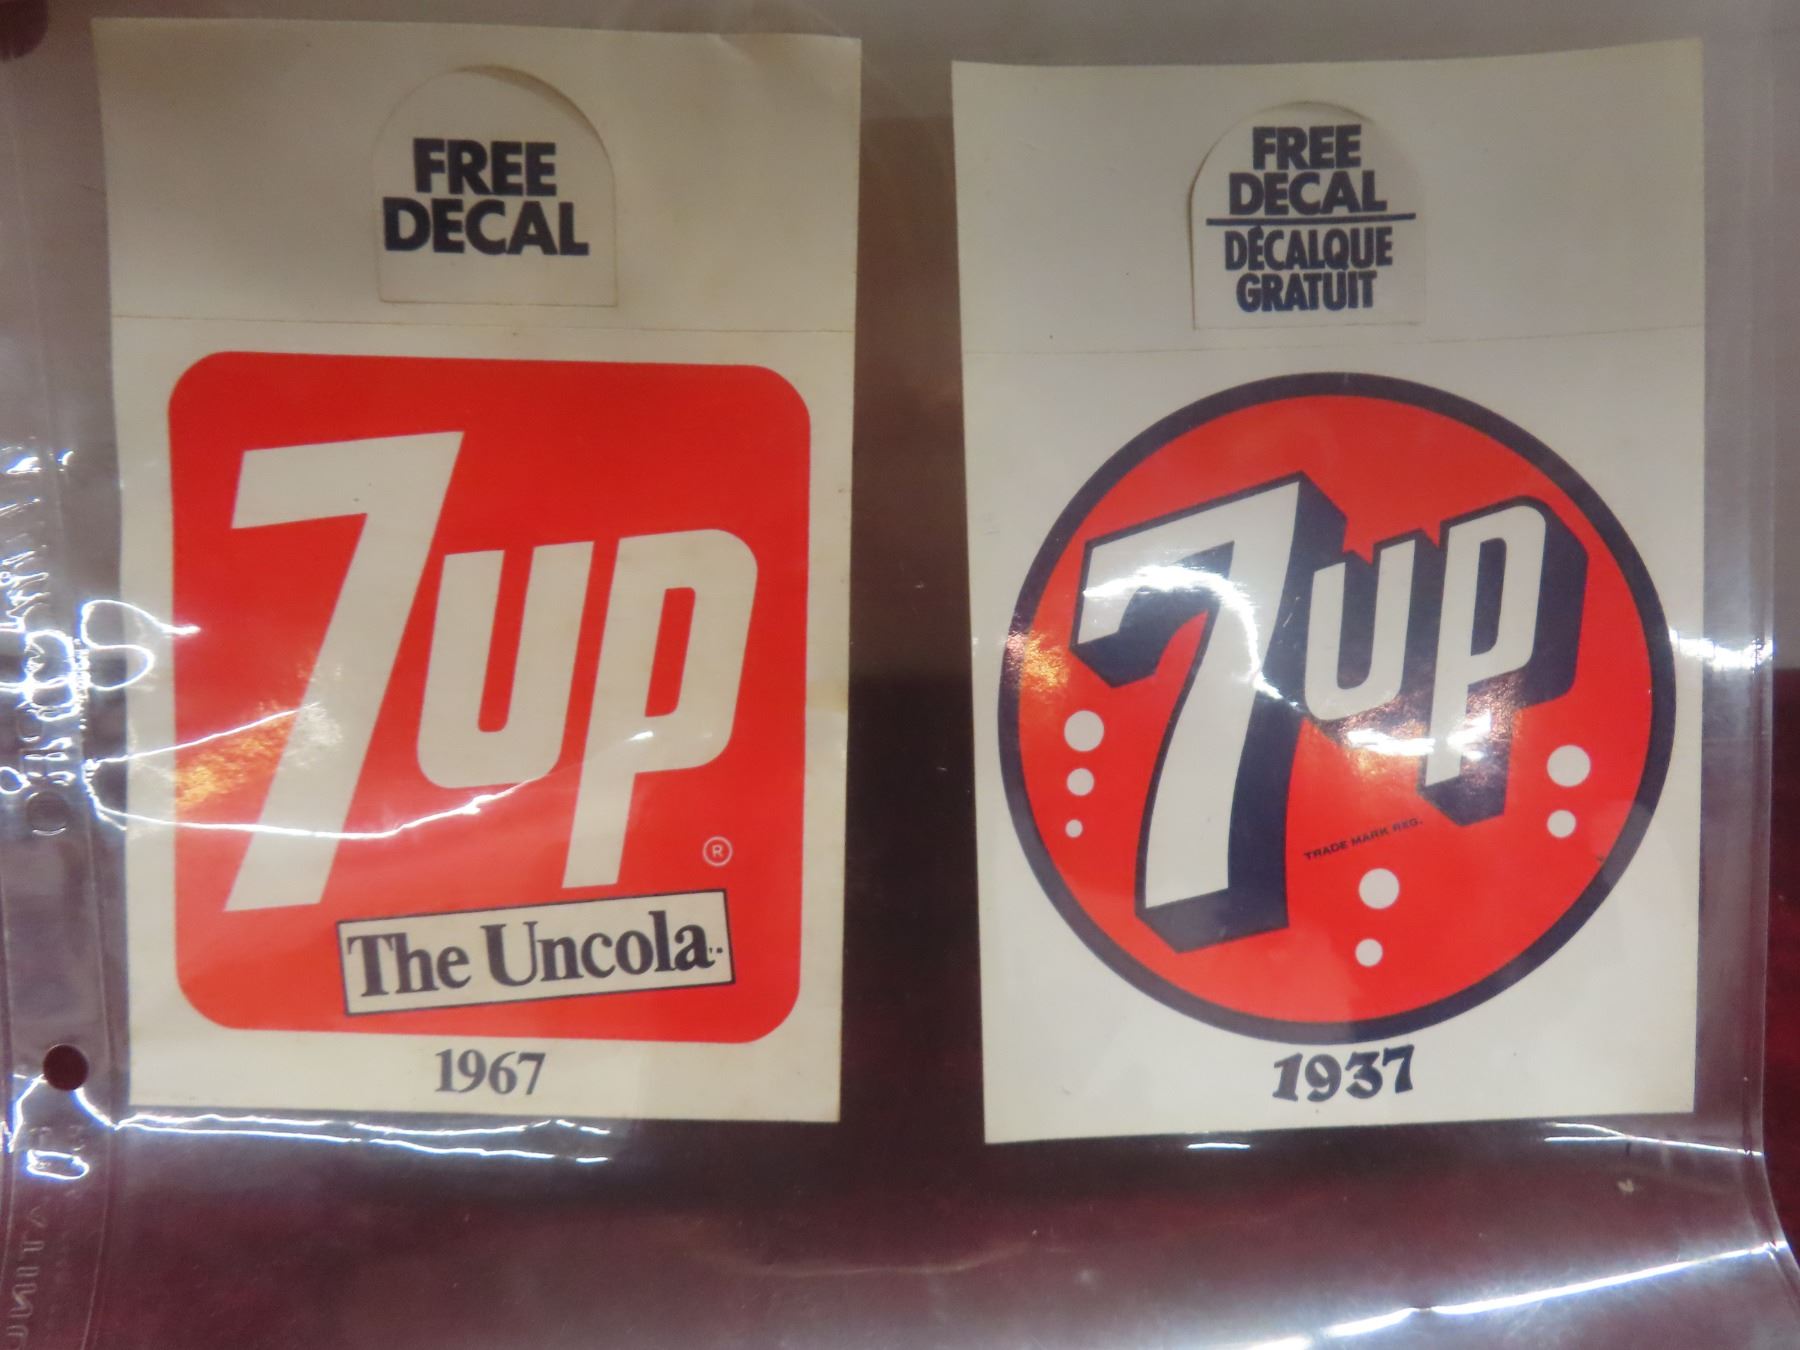 FREE
DECAL
7up
®
The Uncola
1967
FREE
DECAL
DÉCALQUE
GRATUIT
7up
TRADE MARK REG.
1937